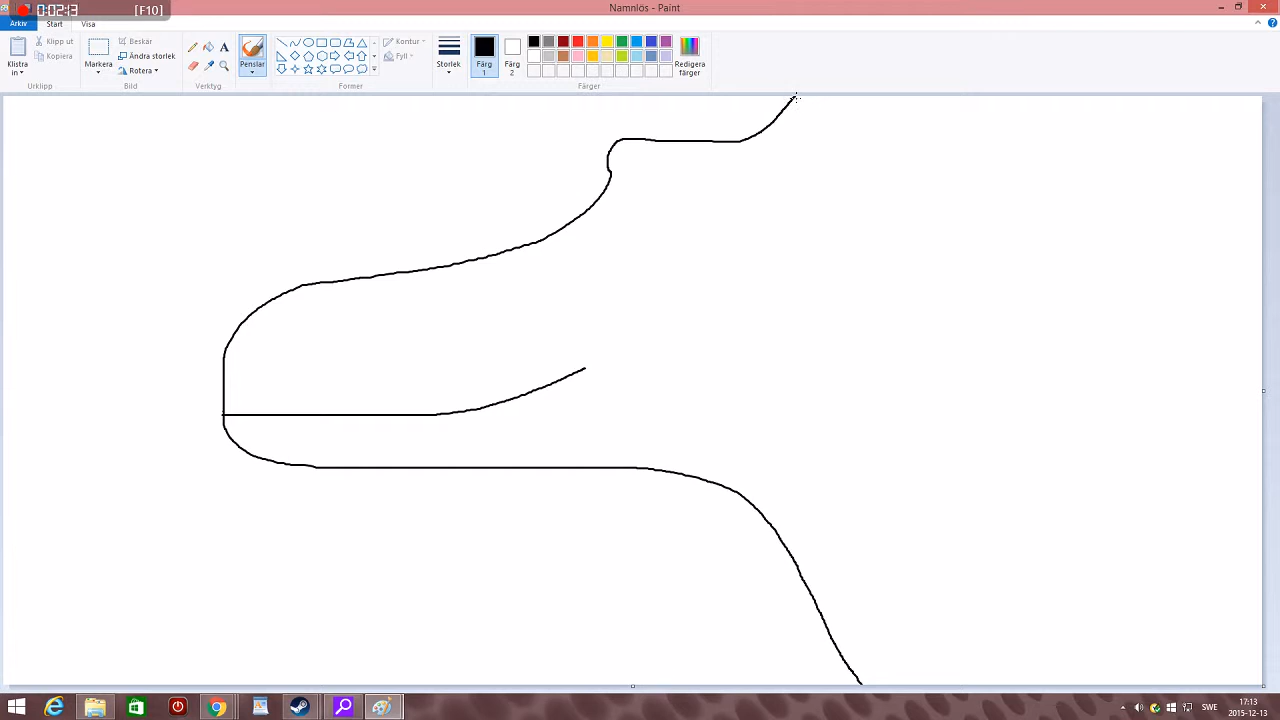 0:02:13 [F10]
Namnlös - Paint
Arkiv Start Visa
Klistra in
Klipp ut
Kopiera
Urklipp
Markera
Beskär
Ändra storlek
Rotera
Bild
A
Verktyg
Penslar
Kontur
Fyll
Former
Storlek
Färg 1
Färg 2
Redigera färger
Färger
SWE
17:13
2015-12-13